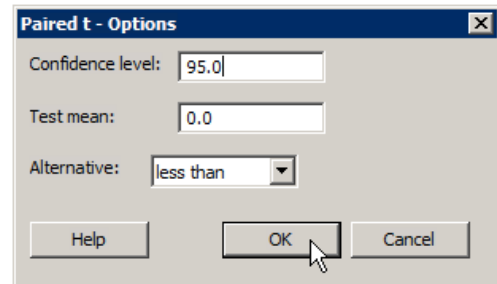 Paired t - Options
Confidence level: 95.0
Test mean: 0.0
Alternative: less than
Help OK Cancel